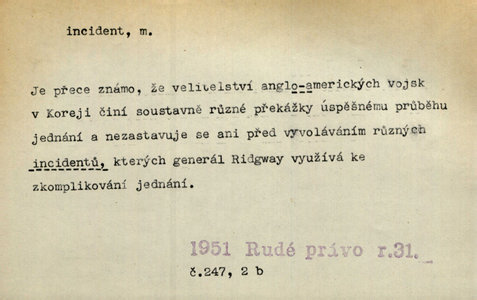 incident, m.
Je přece známo, že velitelství anglo-amerických vojsk
v Koreji činí soustavně různé překážky úspěšnému průběhu
jednání a nezastavuje se ani před vyvoláváním různých
incidentů, kterých generál Ridgway využívá ke
zkomplikování jednání.
1951 Rudé právo r.31.
č.247, 2 b